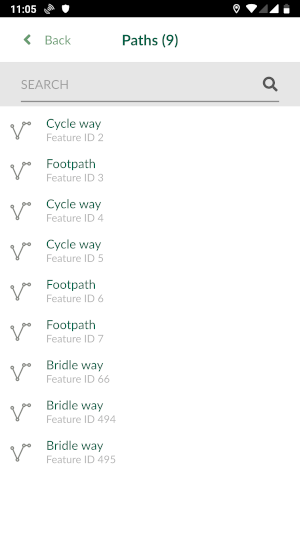 11:05
Back
Paths (9)
SEARCH
Cycle way
Feature ID 2
Footpath
Feature ID 3
Cycle way
Feature ID 4
Cycle way
Feature ID 5
Footpath
Feature ID 6
Footpath
Feature ID 7
Bridle way
Feature ID 66
Bridle way
Feature ID 494
Bridle way
Feature ID 495